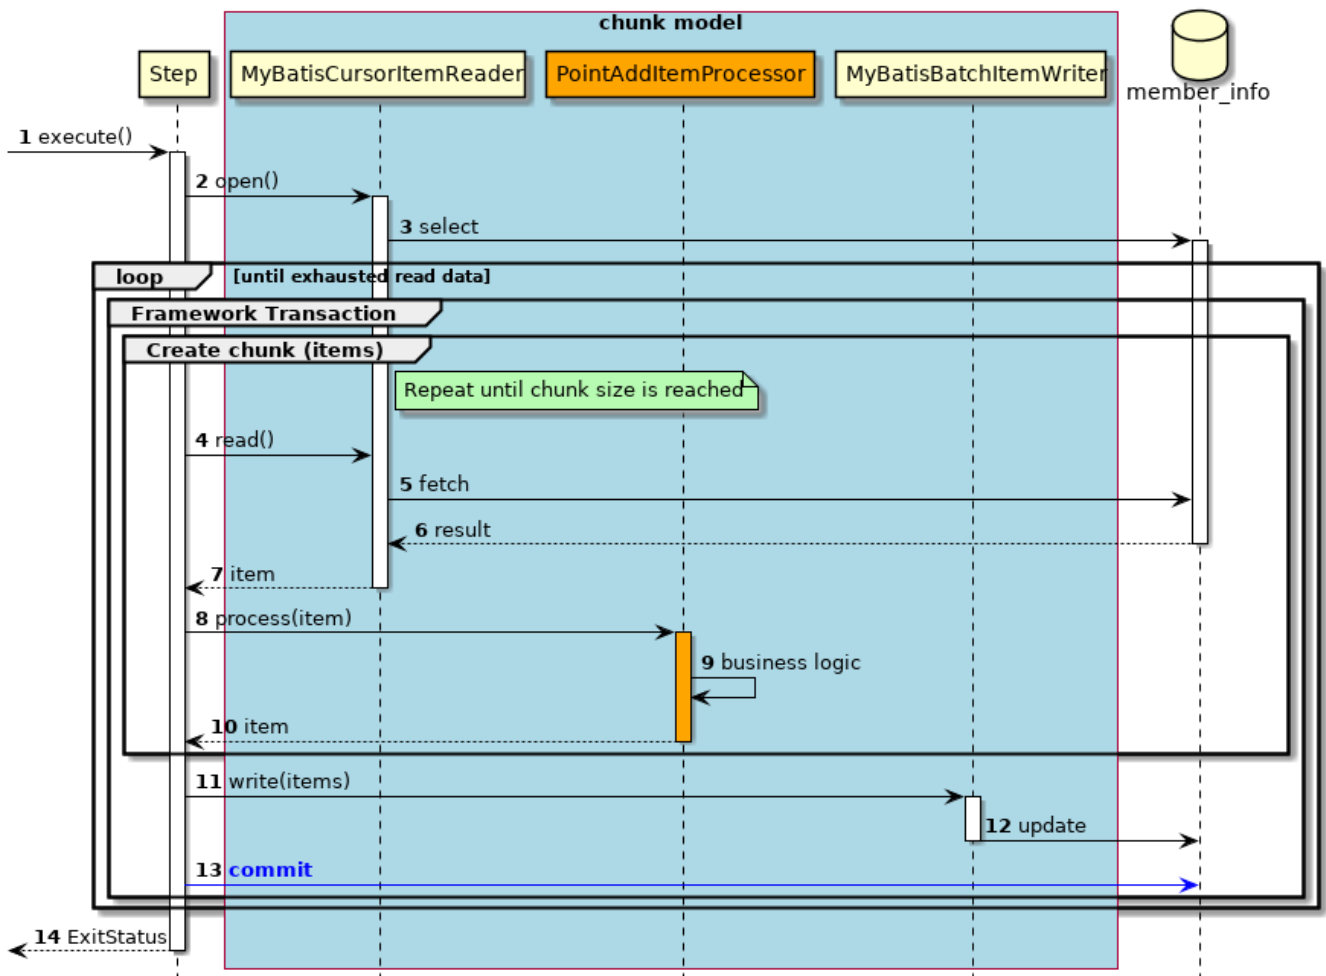 chunk model
Step
MyBatisCursorItemReader
PointAddItemProcessor
MyBatisBatchItemWriter
member_info
1 execute()
2 open()
3 select
loop
[until exhausted read data]
Framework Transaction
Create chunk (items)
Repeat until chunk size is reached
4 read()
5 fetch
6 result
7 item
8 process(item)
9 business logic
10 item
11 write(items)
12 update
13 commit
14 ExitStatus